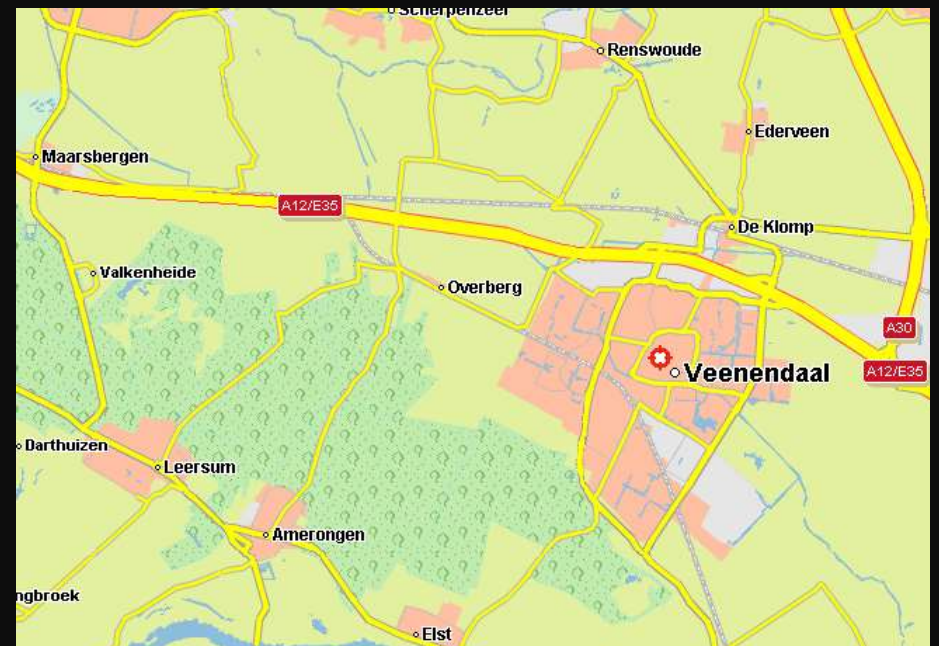 Scherpenzeel
Renswoude
Ederveen
Maarsbergen
A12/E35
De Klomp
Valkenheide
Overberg
A30
A12/E35
Veenendaal
Darthuizen
Leersum
Amerongen
ngbroek
Elst